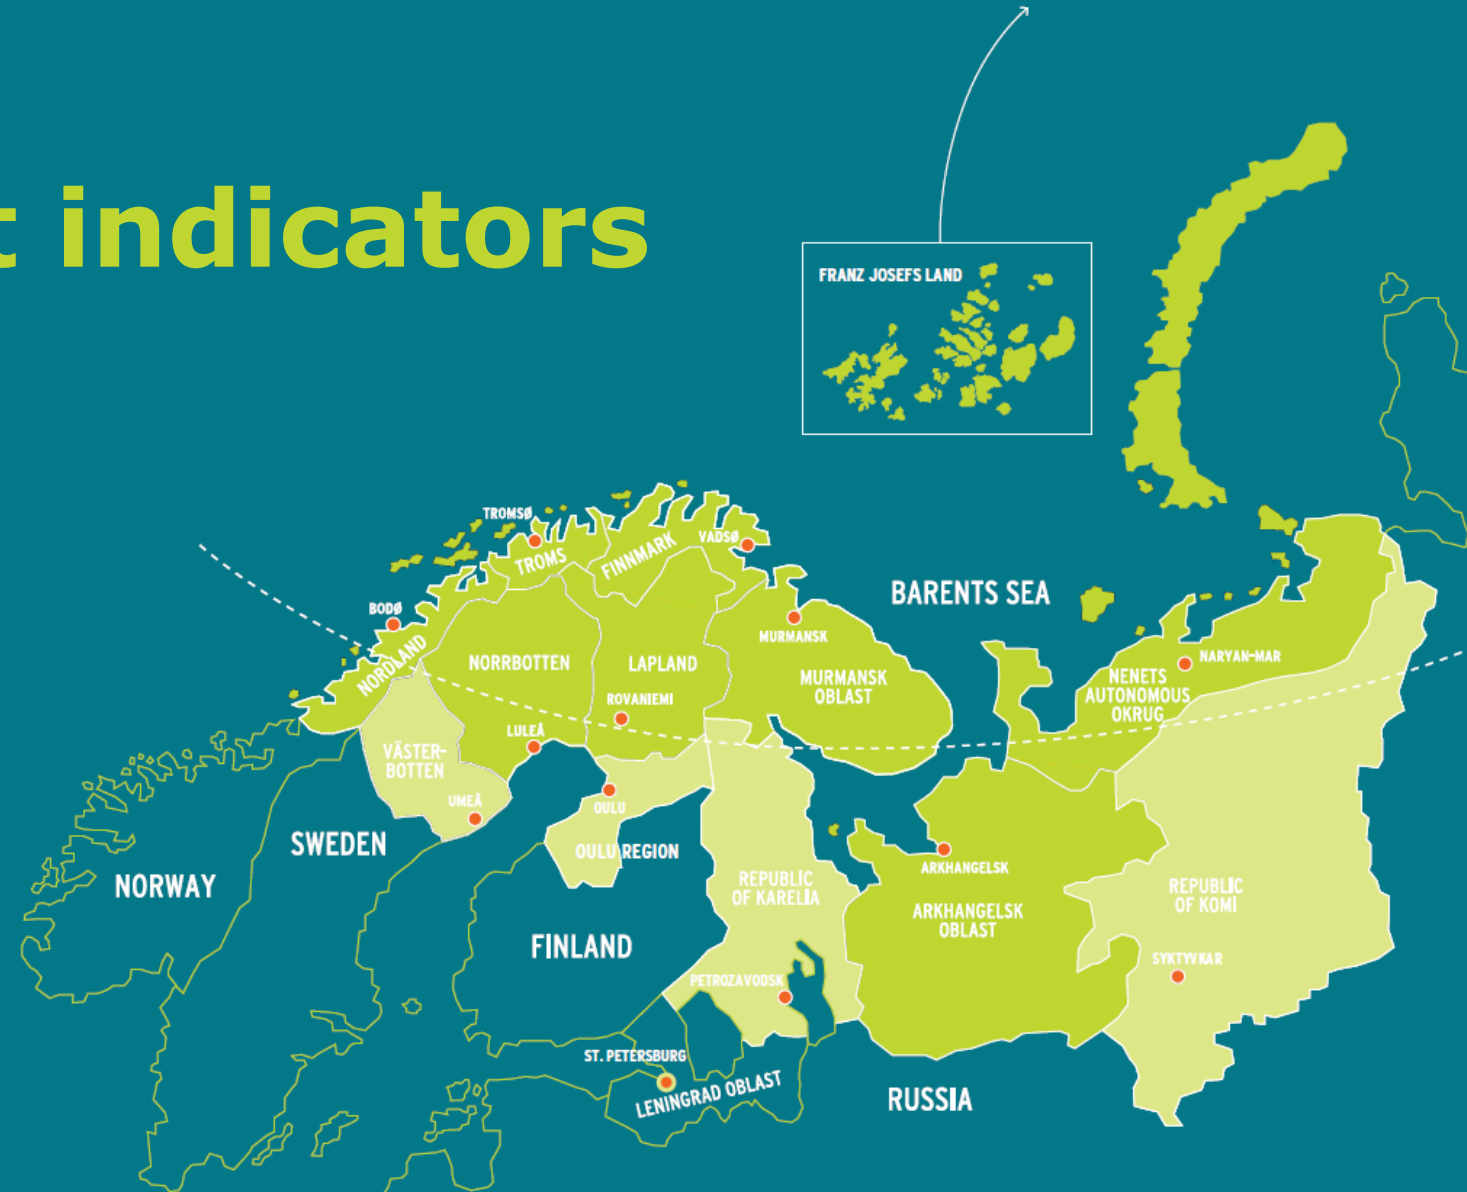 t indicators
FRANZ JOSEFS LAND
TROMSØ
TROMS
FINNMARK
VADSØ
BARENTS SEA
BODØ
NORDLAND
NORRBOTTEN
LAPLAND
MURMANSK
MURMANSK
OBLAST
NARYAN-MAR
NENETS
AUTONOMOUS
OKRUG
ROVANIEMI
LULEÅ
VÄSTER-
BOTTEN
UMEÅ
OULU
OULU REGION
SWEDEN
NORWAY
FINLAND
REPUBLIC
OF KARELIA
ARKHANGELSK
ARKHANGELSK
OBLAST
REPUBLIC
OF KOMI
SYKTYVKAR
PETROZAVODSK
ST. PETERSBURG
LENINGRAD OBLAST
RUSSIA